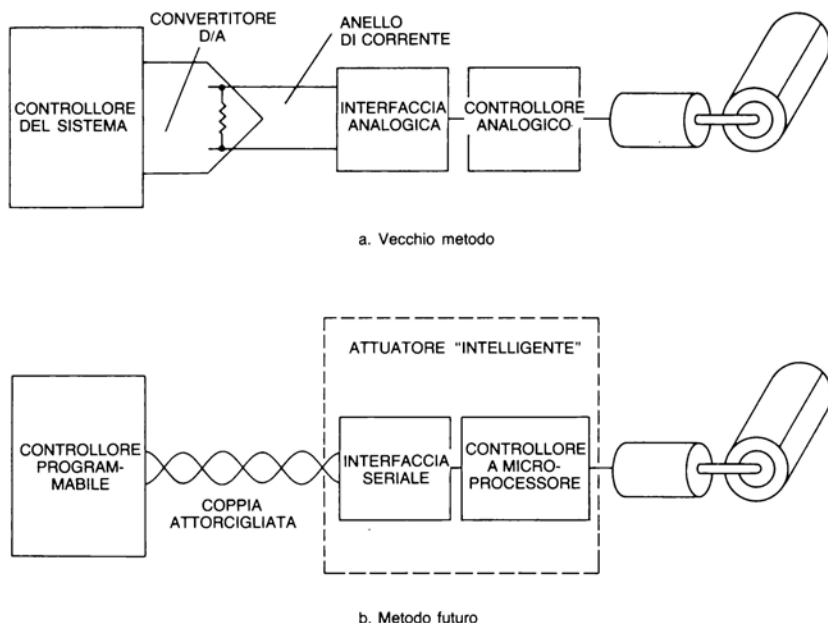 CONVERTITORE
D/A
ANELLO
DI CORRENTE
CONTROLLORE
DEL SISTEMA
INTERFACCIA
ANALOGICA
CONTROLLORE
ANALOGICO
a. Vecchio metodo
ATTUATORE "INTELLIGENTE"
CONTROLLORE
PROGRAM-
MABILE
COPPIA
ATTORCIGLIATA
INTERFACCIA
SERIALE
CONTROLLORE
A MICRO-
PROCESSORE
b. Metodo futuro